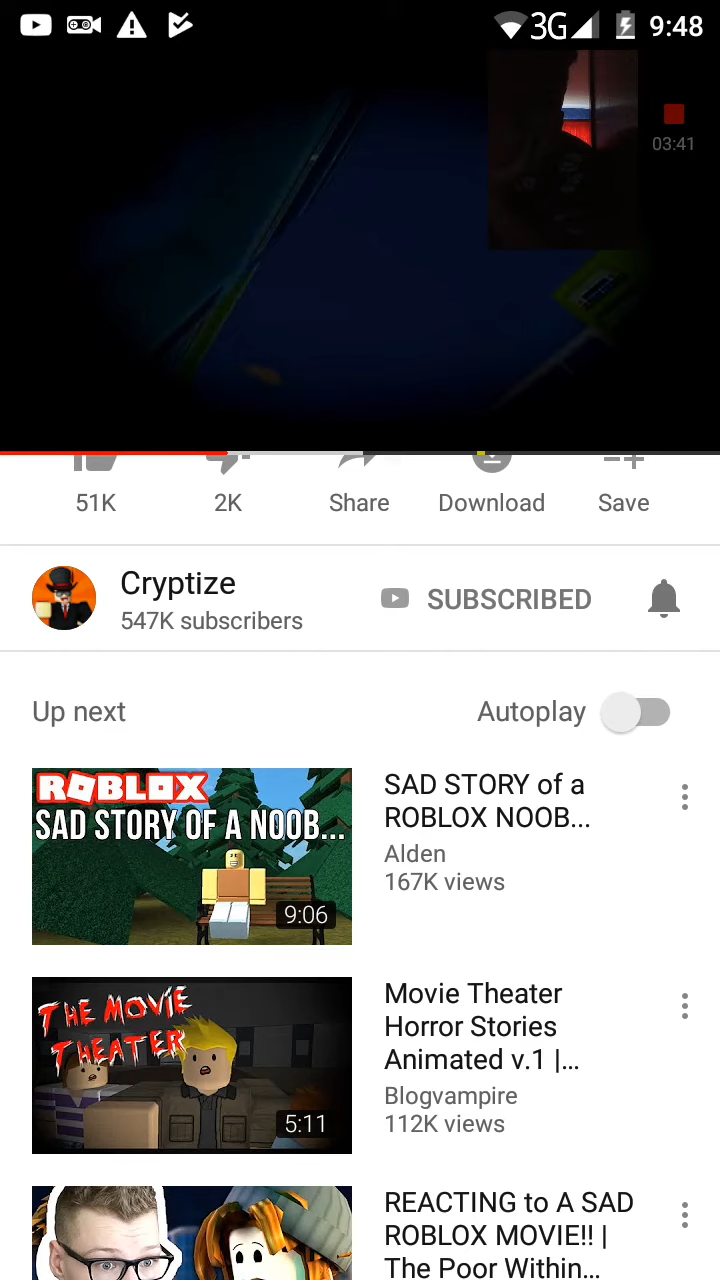 3G 9:48
03:41
51K 2K Share Download Save
Cryptize
547K subscribers
SUBSCRIBED
Up next Autoplay
ROBLOX
SAD STORY OF A NOOB...
9:06
SAD STORY of a
ROBLOX NOOB...
Alden
167K views
THE MOVIE
THEATER
5:11
Movie Theater
Horror Stories
Animated v.1 |...
Blogvampire
112K views
REACTING to A SAD
ROBLOX MOVIE!! |
The Poor Within...